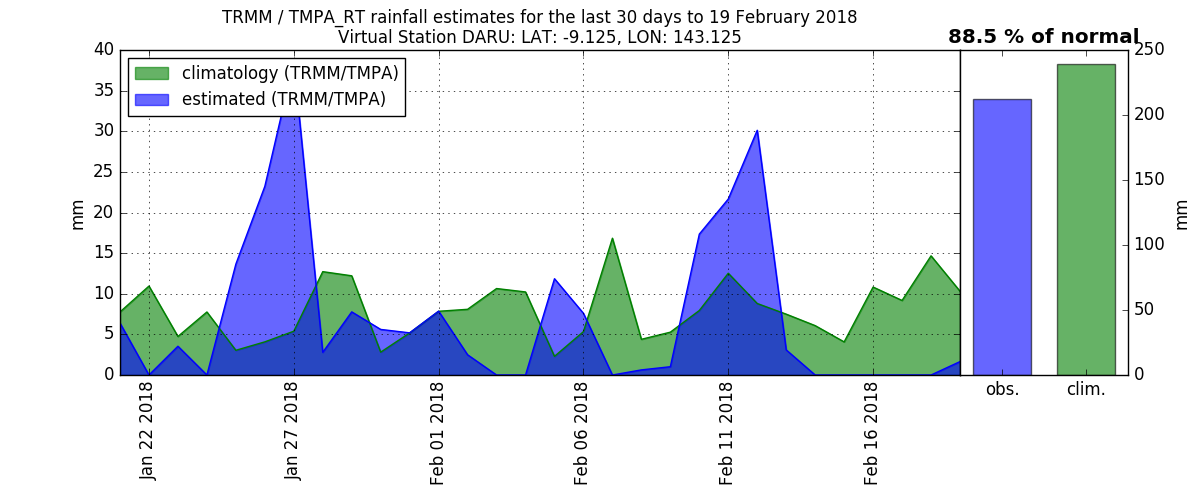 TRMM / TMPA_RT rainfall estimates for the last 30 days to 19 February 2018
Virtual Station DARU: LAT: -9.125, LON: 143.125
88.5 % of normal
climatology (TRMM/TMPA)
estimated (TRMM/TMPA)
mm
40
35
30
25
20
15
10
5
0
Jan 22 2018
Jan 27 2018
Feb 01 2018
Feb 06 2018
Feb 11 2018
Feb 16 2018
obs.
clim.
250
200
150
100
50
0
mm